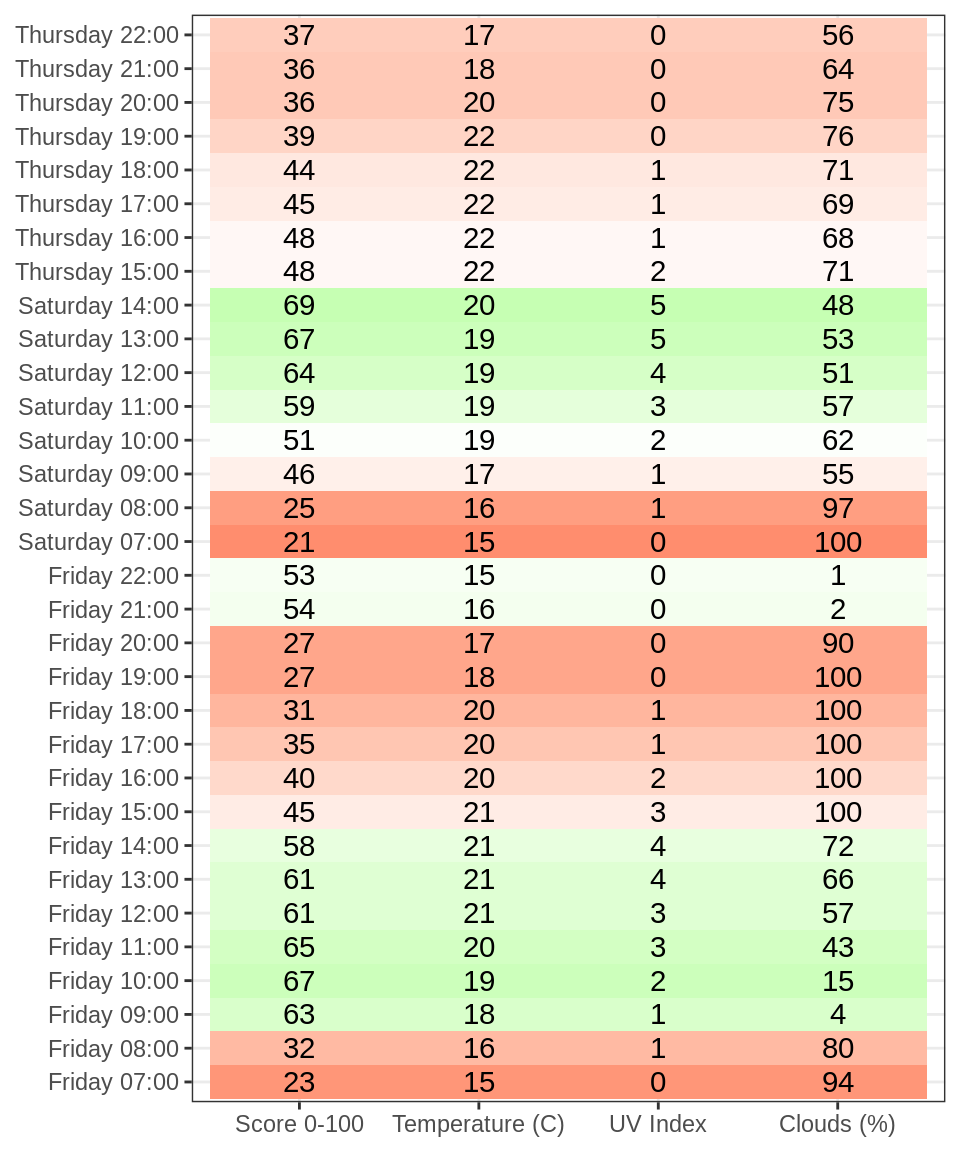 Thursday 22:00 37 17 0 56
Thursday 21:00 36 18 0 64
Thursday 20:00 36 20 0 75
Thursday 19:00 39 22 0 76
Thursday 18:00 44 22 1 71
Thursday 17:00 45 22 1 69
Thursday 16:00 48 22 1 68
Thursday 15:00 48 22 2 71
Saturday 14:00 69 20 5 48
Saturday 13:00 67 19 5 53
Saturday 12:00 64 19 4 51
Saturday 11:00 59 19 3 57
Saturday 10:00 51 19 2 62
Saturday 09:00 46 17 1 55
Saturday 08:00 25 16 1 97
Saturday 07:00 21 15 0 100
Friday 22:00 53 15 0 1
Friday 21:00 54 16 0 2
Friday 20:00 27 17 0 90
Friday 19:00 27 18 0 100
Friday 18:00 31 20 1 100
Friday 17:00 35 20 1 100
Friday 16:00 40 20 2 100
Friday 15:00 45 21 3 100
Friday 14:00 58 21 4 72
Friday 13:00 61 21 4 66
Friday 12:00 61 21 3 57
Friday 11:00 65 20 3 43
Friday 10:00 67 19 2 15
Friday 09:00 63 18 1 4
Friday 08:00 32 16 1 80
Friday 07:00 23 15 0 94
Score 0-100 Temperature (C) UV Index Clouds (%)